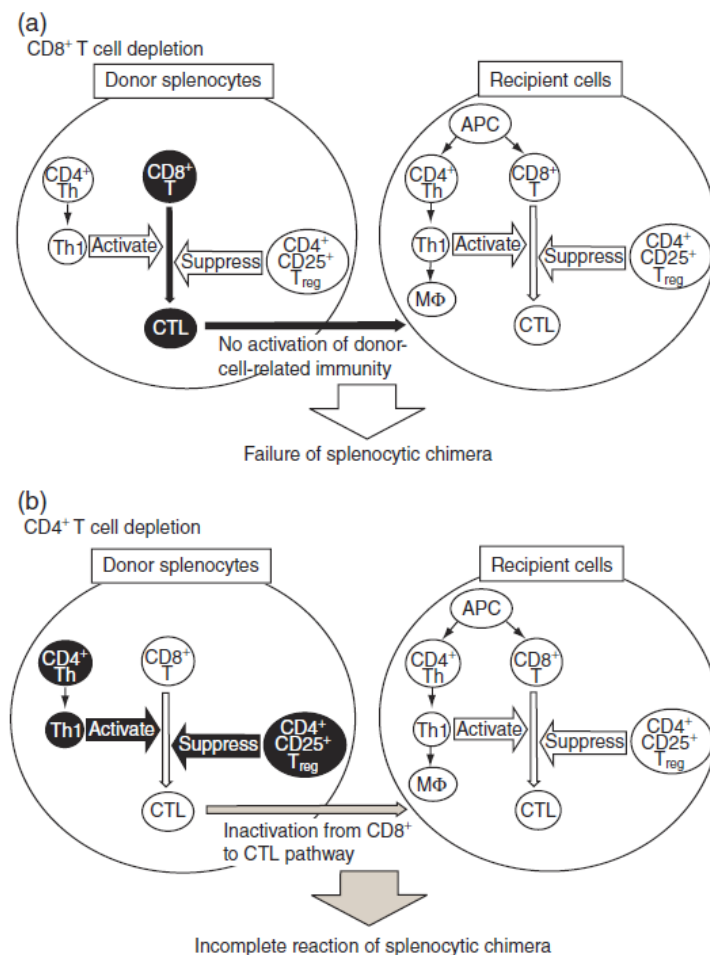 (a)
CD8⁺ T cell depletion
Donor splenocytes
Recipient cells
APC
CD4⁺
Th
CD8⁺
T
CD4⁺
Th
CD8⁺
T
Th1
Activate
Suppress
CD4⁺
CD25⁺
Treg
Th1
Activate
Suppress
CD4⁺
CD25⁺
Treg
MΦ
CTL
CTL
No activation of donor-
cell-related immunity
Failure of splenocytic chimera
(b)
CD4⁺ T cell depletion
Donor splenocytes
Recipient cells
APC
CD4⁺
Th
CD8⁺
T
CD4⁺
Th
CD8⁺
T
Th1
Activate
Suppress
CD4⁺
CD25⁺
Treg
Th1
Activate
Suppress
CD4⁺
CD25⁺
Treg
MΦ
CTL
CTL
Inactivation from CD8⁺
to CTL pathway
Incomplete reaction of splenocytic chimera